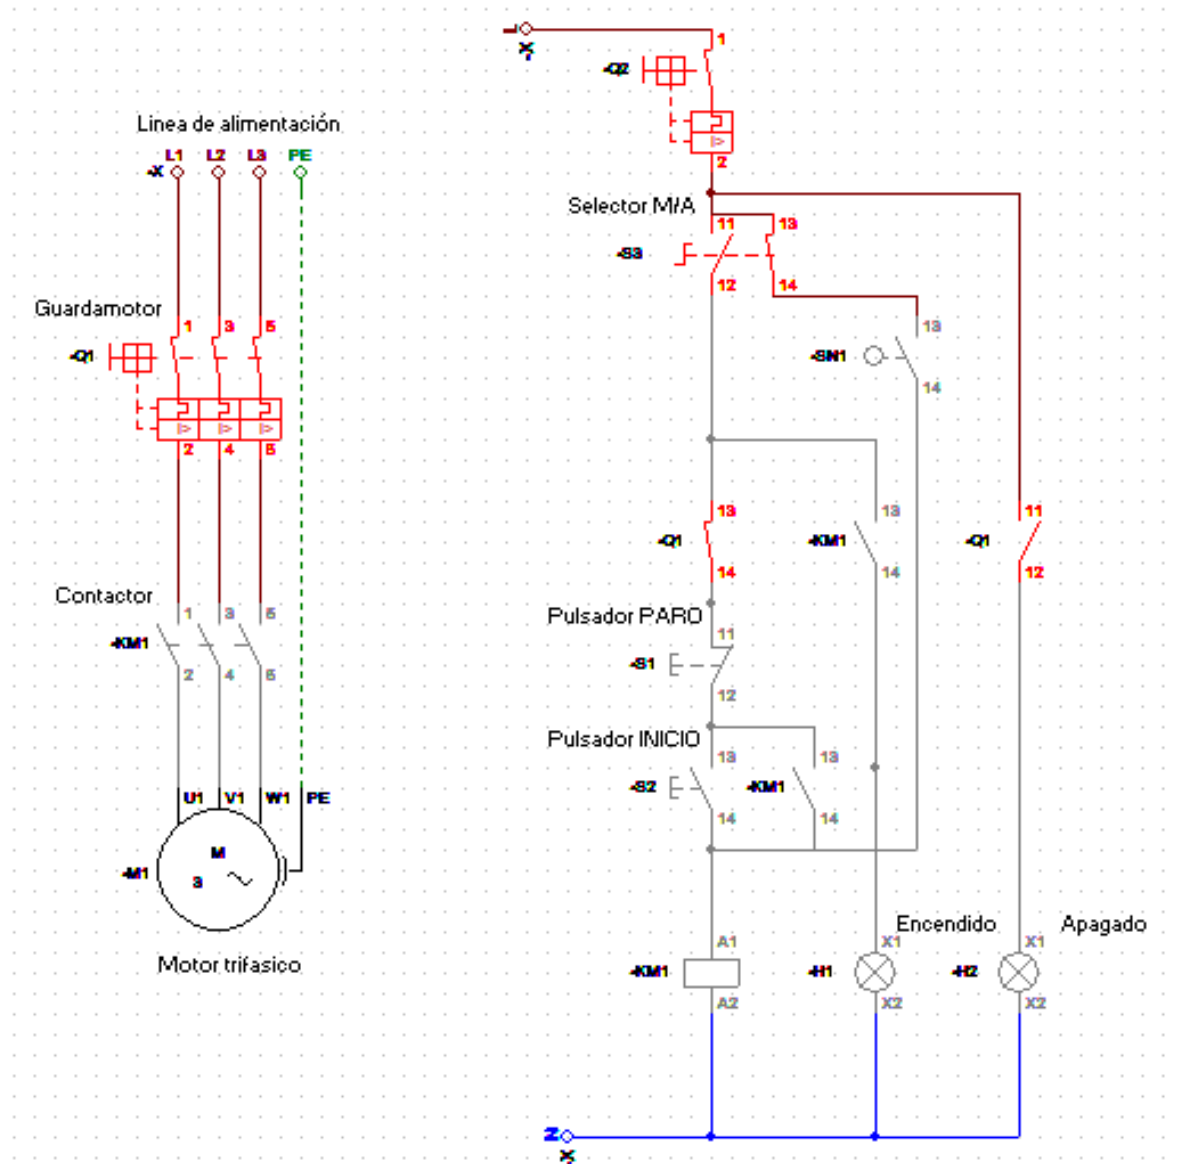 Linea de alimentación
L1 L2 L3 PE
-X
Guardamotor
1 3 5
-Q1
2 4 6
Contactor
1 3 5
-KM1
2 4 6
U1 V1 W1 PE
M
3
-M1
Motor trifasico
L
-X
1
-Q2
2
Selector M/A
11 13
-S3
12 14
13
-SN1
14
13 13 11
-Q1 -KM1 -Q1
14 14 12
Pulsador PARO
11
-S1
12
Pulsador INICIO
13 13
-S2 -KM1
14 14
Encendido Apagado
A1 X1 X1
-KM1 -H1 -H2
A2 X2 X2
N
-X